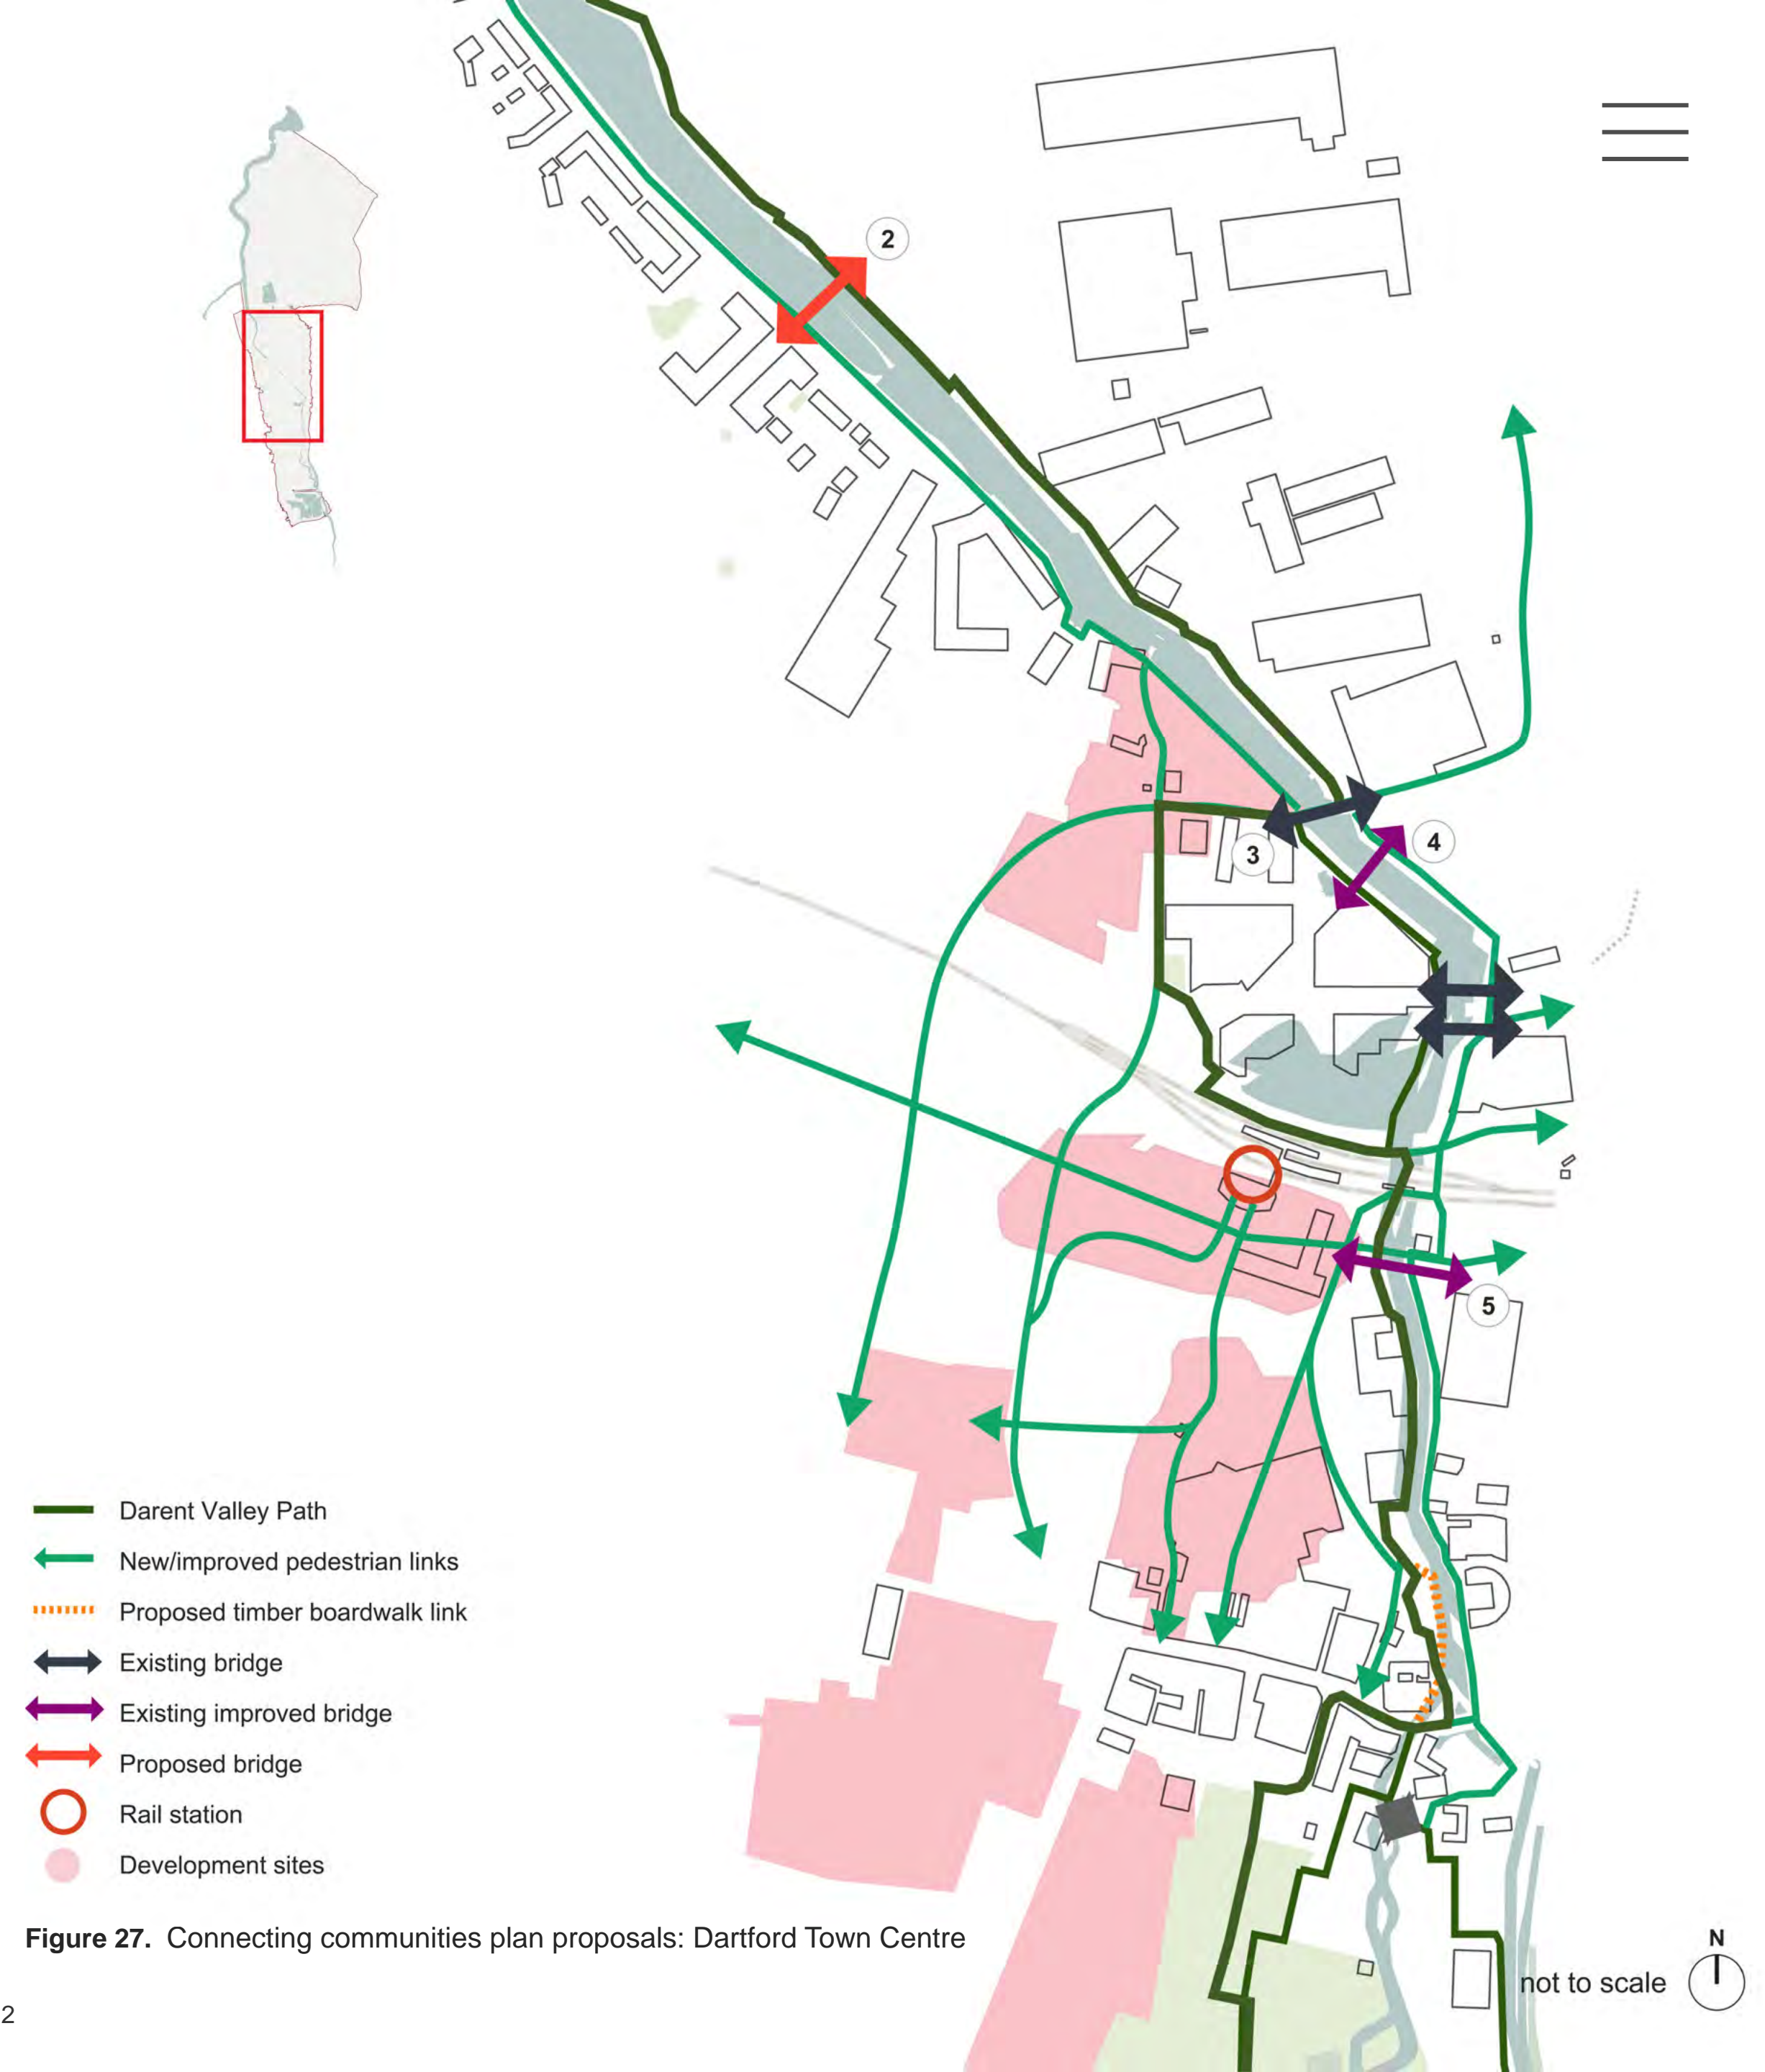 2
3
4
5
Darent Valley Path
New/improved pedestrian links
Proposed timber boardwalk link
Existing bridge
Existing improved bridge
Proposed bridge
Rail station
Development sites
Figure 27. Connecting communities plan proposals: Dartford Town Centre
N
not to scale
2